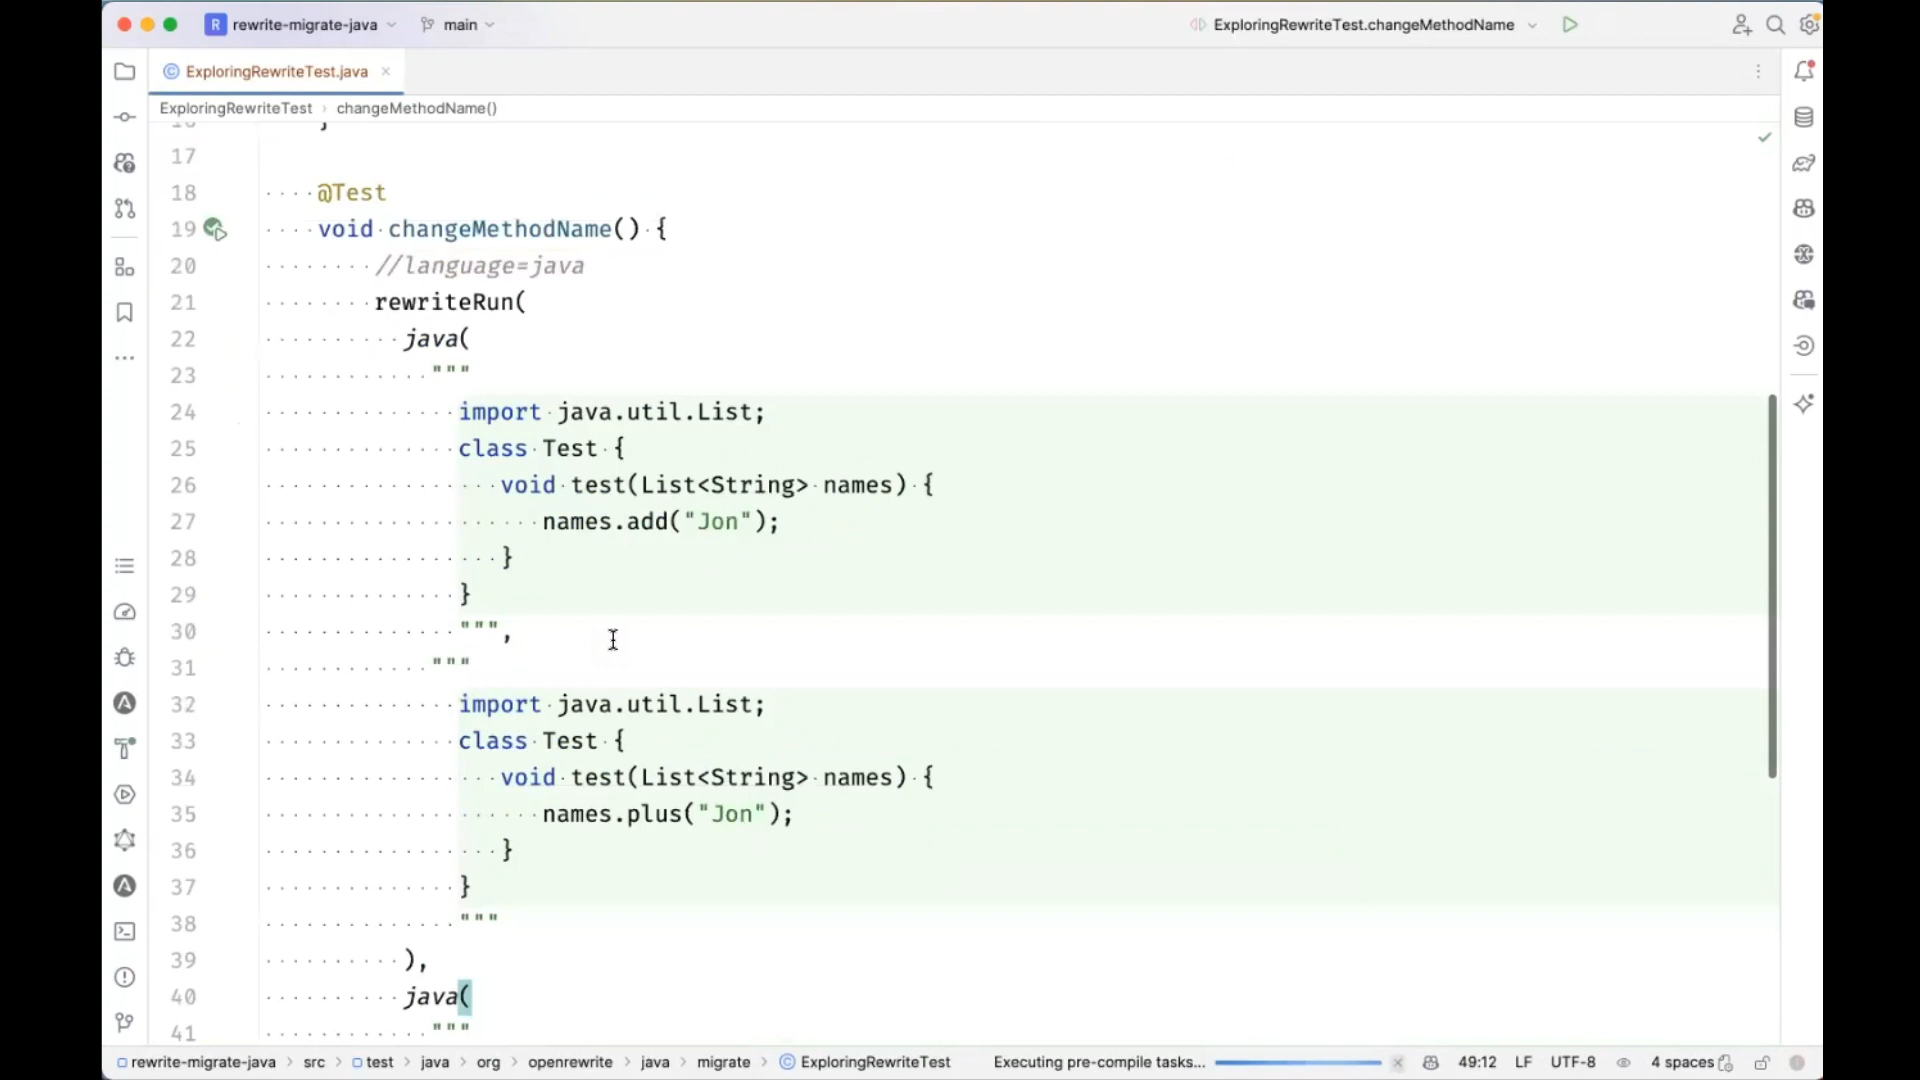 R rewrite-migrate-java main ExploringRewriteTest.changeMethodName
ExploringRewriteTest.java
ExploringRewriteTest › changeMethodName()
17
18 @Test
19 void changeMethodName() {
20 //language=java
21 rewriteRun(
22 java(
23 """
24 import java.util.List;
25 class Test {
26 void test(List<String> names) {
27 names.add("Jon");
28 }
29 }
30 """,
31 """
32 import java.util.List;
33 class Test {
34 void test(List<String> names) {
35 names.plus("Jon");
36 }
37 }
38 """
39 ),
40 java(
41 """
rewrite-migrate-java › src › test › java › org › openrewrite › java › migrate › ExploringRewriteTest Executing pre-compile tasks... 49:12 LF UTF-8 4 spaces